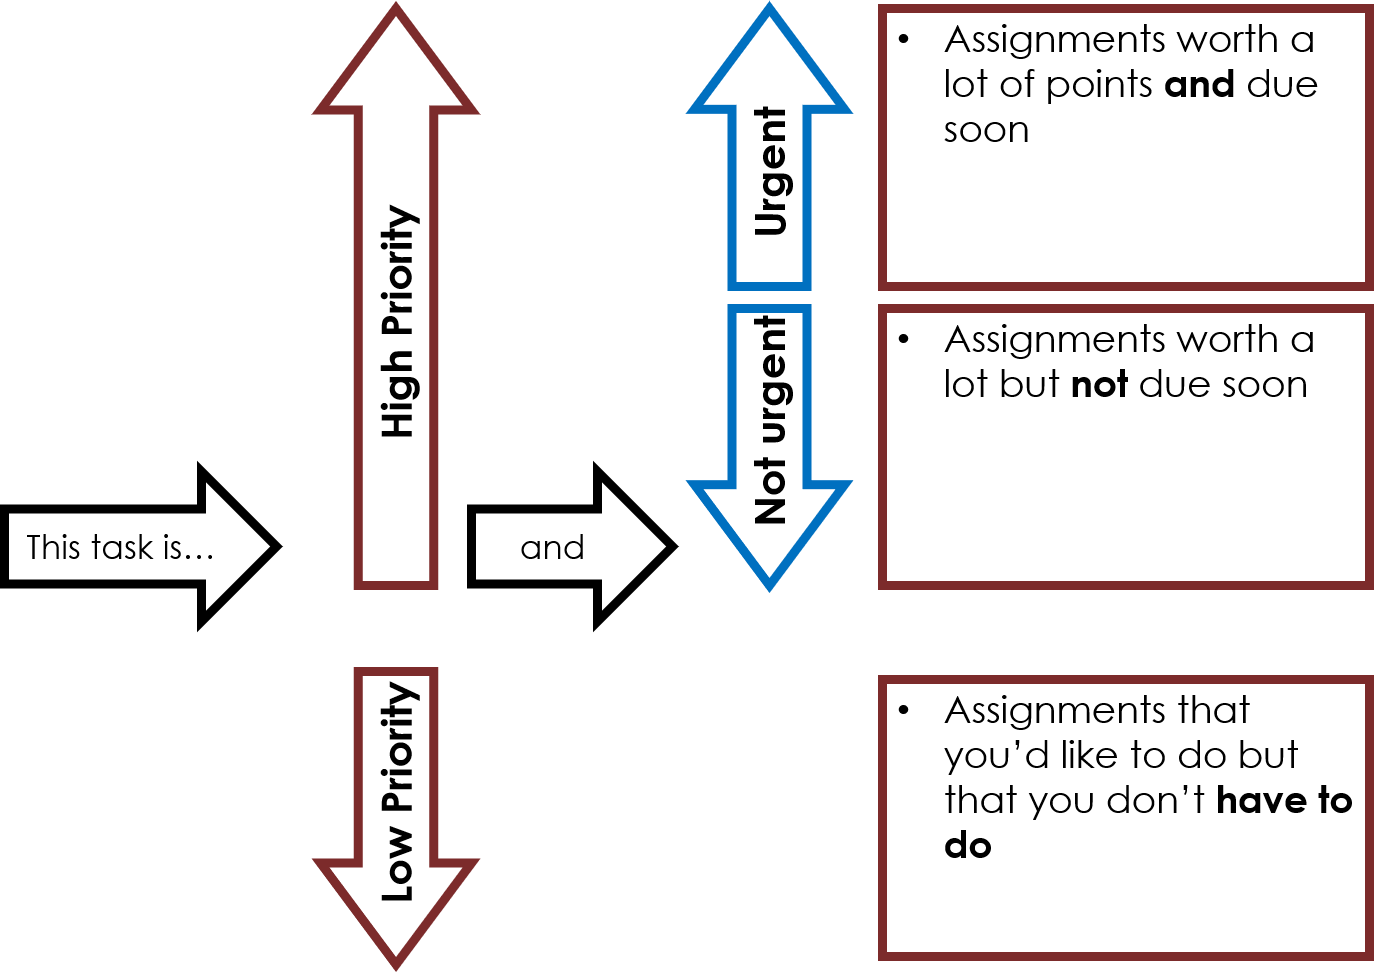 This task is...
High Priority
Low Priority
and
Urgent
Not urgent
• Assignments worth a
lot of points and due
soon
• Assignments worth a
lot but not due soon
• Assignments that
you’d like to do but
that you don’t have to
do